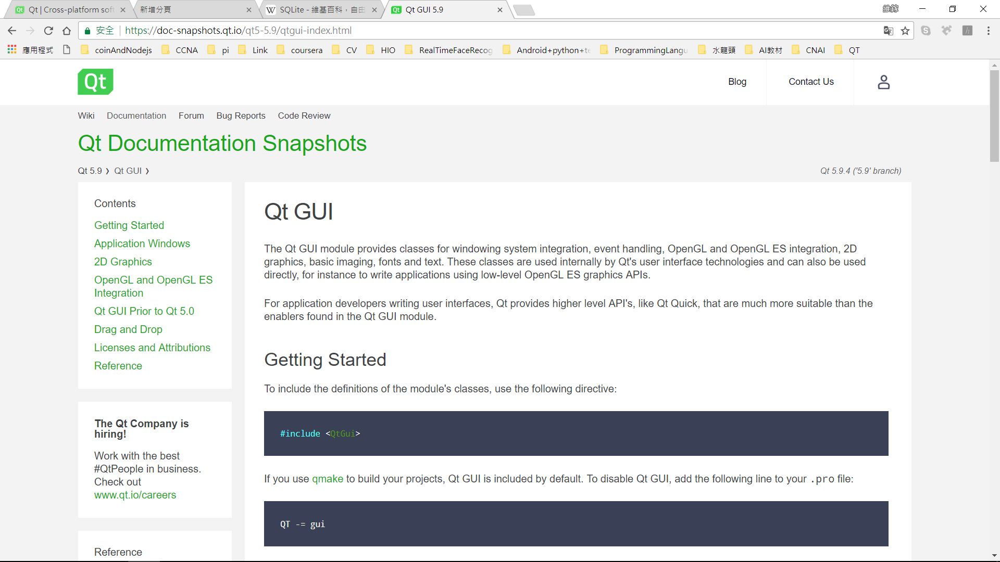 Qt | Cross-platform soft
新增分頁
SQLite - 維基百科，自由
Qt GUI 5.9
安全
https://doc-snapshots.qt.io/qt5-5.9/qtgui-index.html
應用程式
coinAndNodejs
CCNA
pi
Link
coursera
CV
HIO
RealTimeFaceRecog
Android+python+te
ProgrammingLangu
水龍頭
AI教材
CNAI
QT
Qt
Blog
Contact Us
Wiki
Documentation
Forum
Bug Reports
Code Review
Qt Documentation Snapshots
Qt 5.9 ❯ Qt GUI ❯
Qt 5.9.4 ('5.9' branch)
Contents
Getting Started
Application Windows
2D Graphics
OpenGL and OpenGL ES
Integration
Qt GUI Prior to Qt 5.0
Drag and Drop
Licenses and Attributions
Reference
The Qt Company is
hiring!
Work with the best
#QtPeople in business.
Check out
www.qt.io/careers
Reference
Qt GUI
The Qt GUI module provides classes for windowing system integration, event handling, OpenGL and OpenGL ES integration, 2D
graphics, basic imaging, fonts and text. These classes are used internally by Qt's user interface technologies and can also be used
directly, for instance to write applications using low-level OpenGL ES graphics APIs.
For application developers writing user interfaces, Qt provides higher level API's, like Qt Quick, that are much more suitable than the
enablers found in the Qt GUI module.
Getting Started
To include the definitions of the module's classes, use the following directive:
#include <QtGui>
If you use qmake to build your projects, Qt GUI is included by default. To disable Qt GUI, add the following line to your .pro file:
QT -= gui